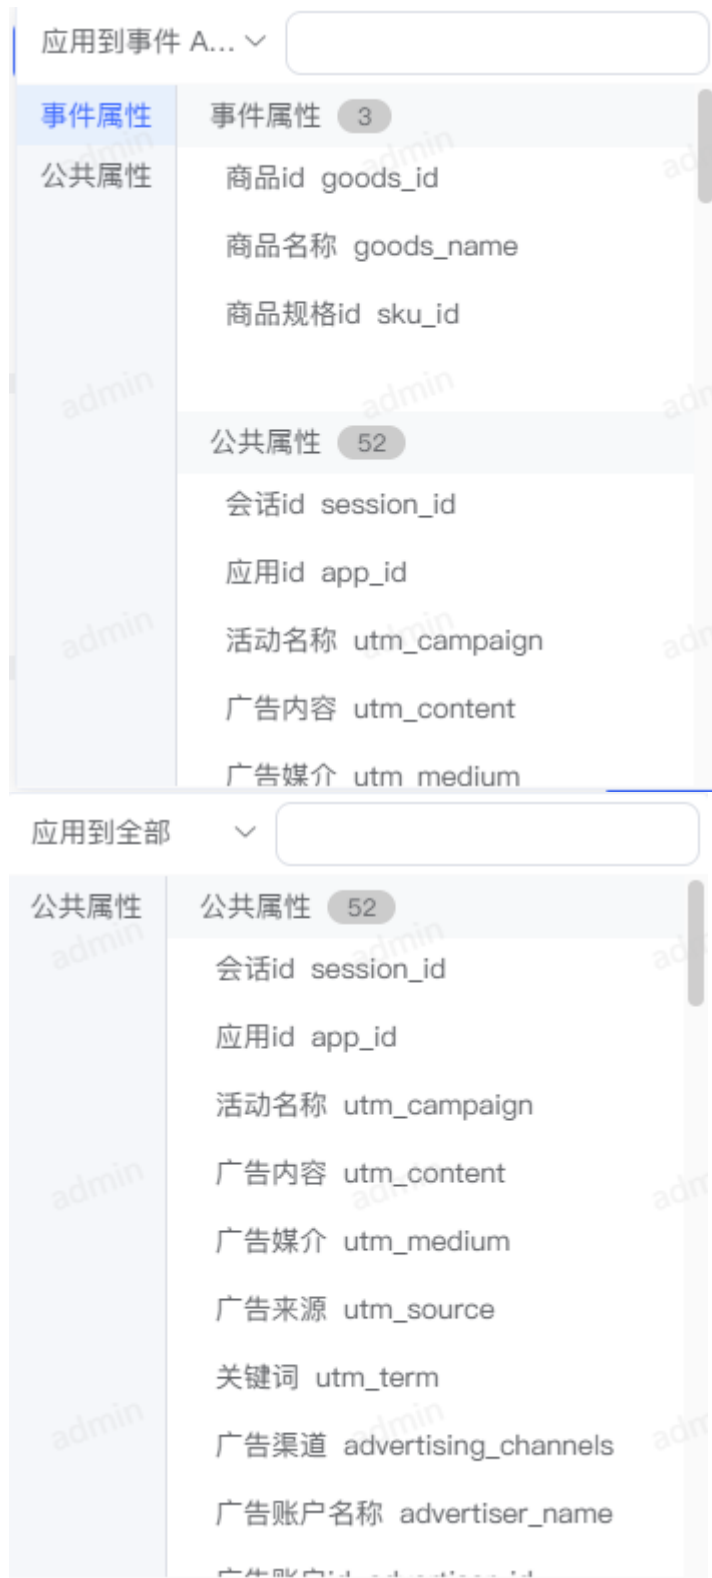 应用到事件 A...
事件属性 事件属性 3
公共属性 商品id goods_id
商品名称 goods_name
商品规格id sku_id
公共属性 52
会话id session_id
应用id app_id
活动名称 utm_campaign
广告内容 utm_content
广告媒介 utm_medium
应用到全部
公共属性 公共属性 52
会话id session_id
应用id app_id
活动名称 utm_campaign
广告内容 utm_content
广告媒介 utm_medium
广告来源 utm_source
关键词 utm_term
广告渠道 advertising_channels
广告账户名称 advertiser_name
admin